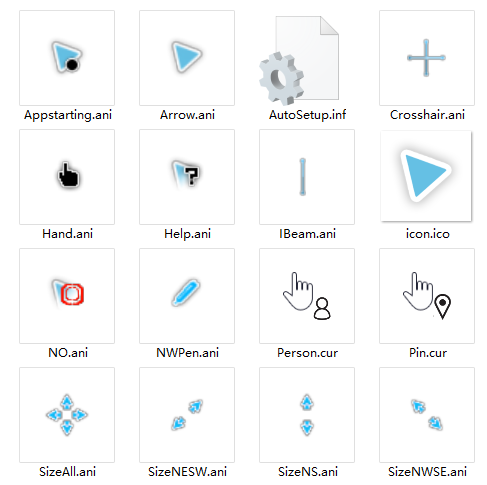 Appstarting.ani
Arrow.ani
AutoSetup.inf
Crosshair.ani
Hand.ani
Help.ani
IBeam.ani
icon.ico
NO.ani
NWPen.ani
Person.cur
Pin.cur
SizeAll.ani
SizeNESW.ani
SizeNS.ani
SizeNWSE.ani